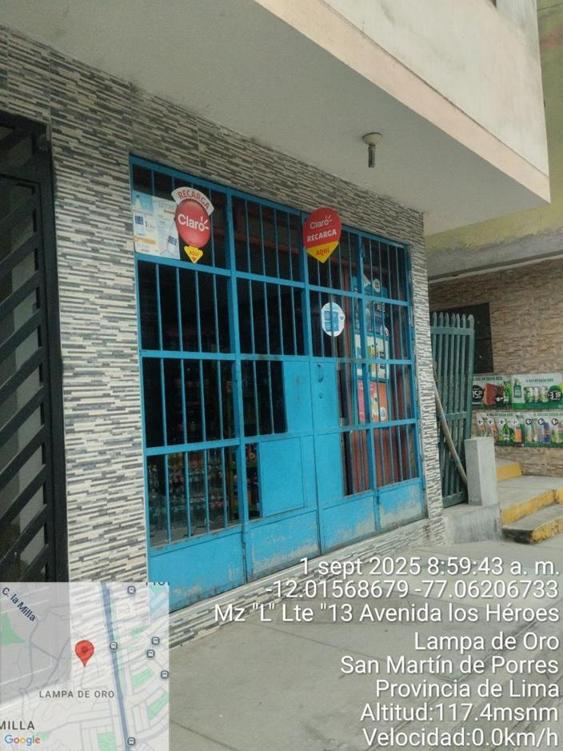 RECARGA
Claro
Aquí
Claro
RECARGA
AQUÍ
1 sept 2025 8:59:43 a. m.
-12.01568679 -77.06206733
Mz "L" Lte "13 Avenida los Héroes
Lampa de Oro
San Martín de Porres
Provincia de Lima
Altitud:117.4msnm
Velocidad:0.0km/h
C. la Milla
LAMPA DE ORO
MILLA
Google